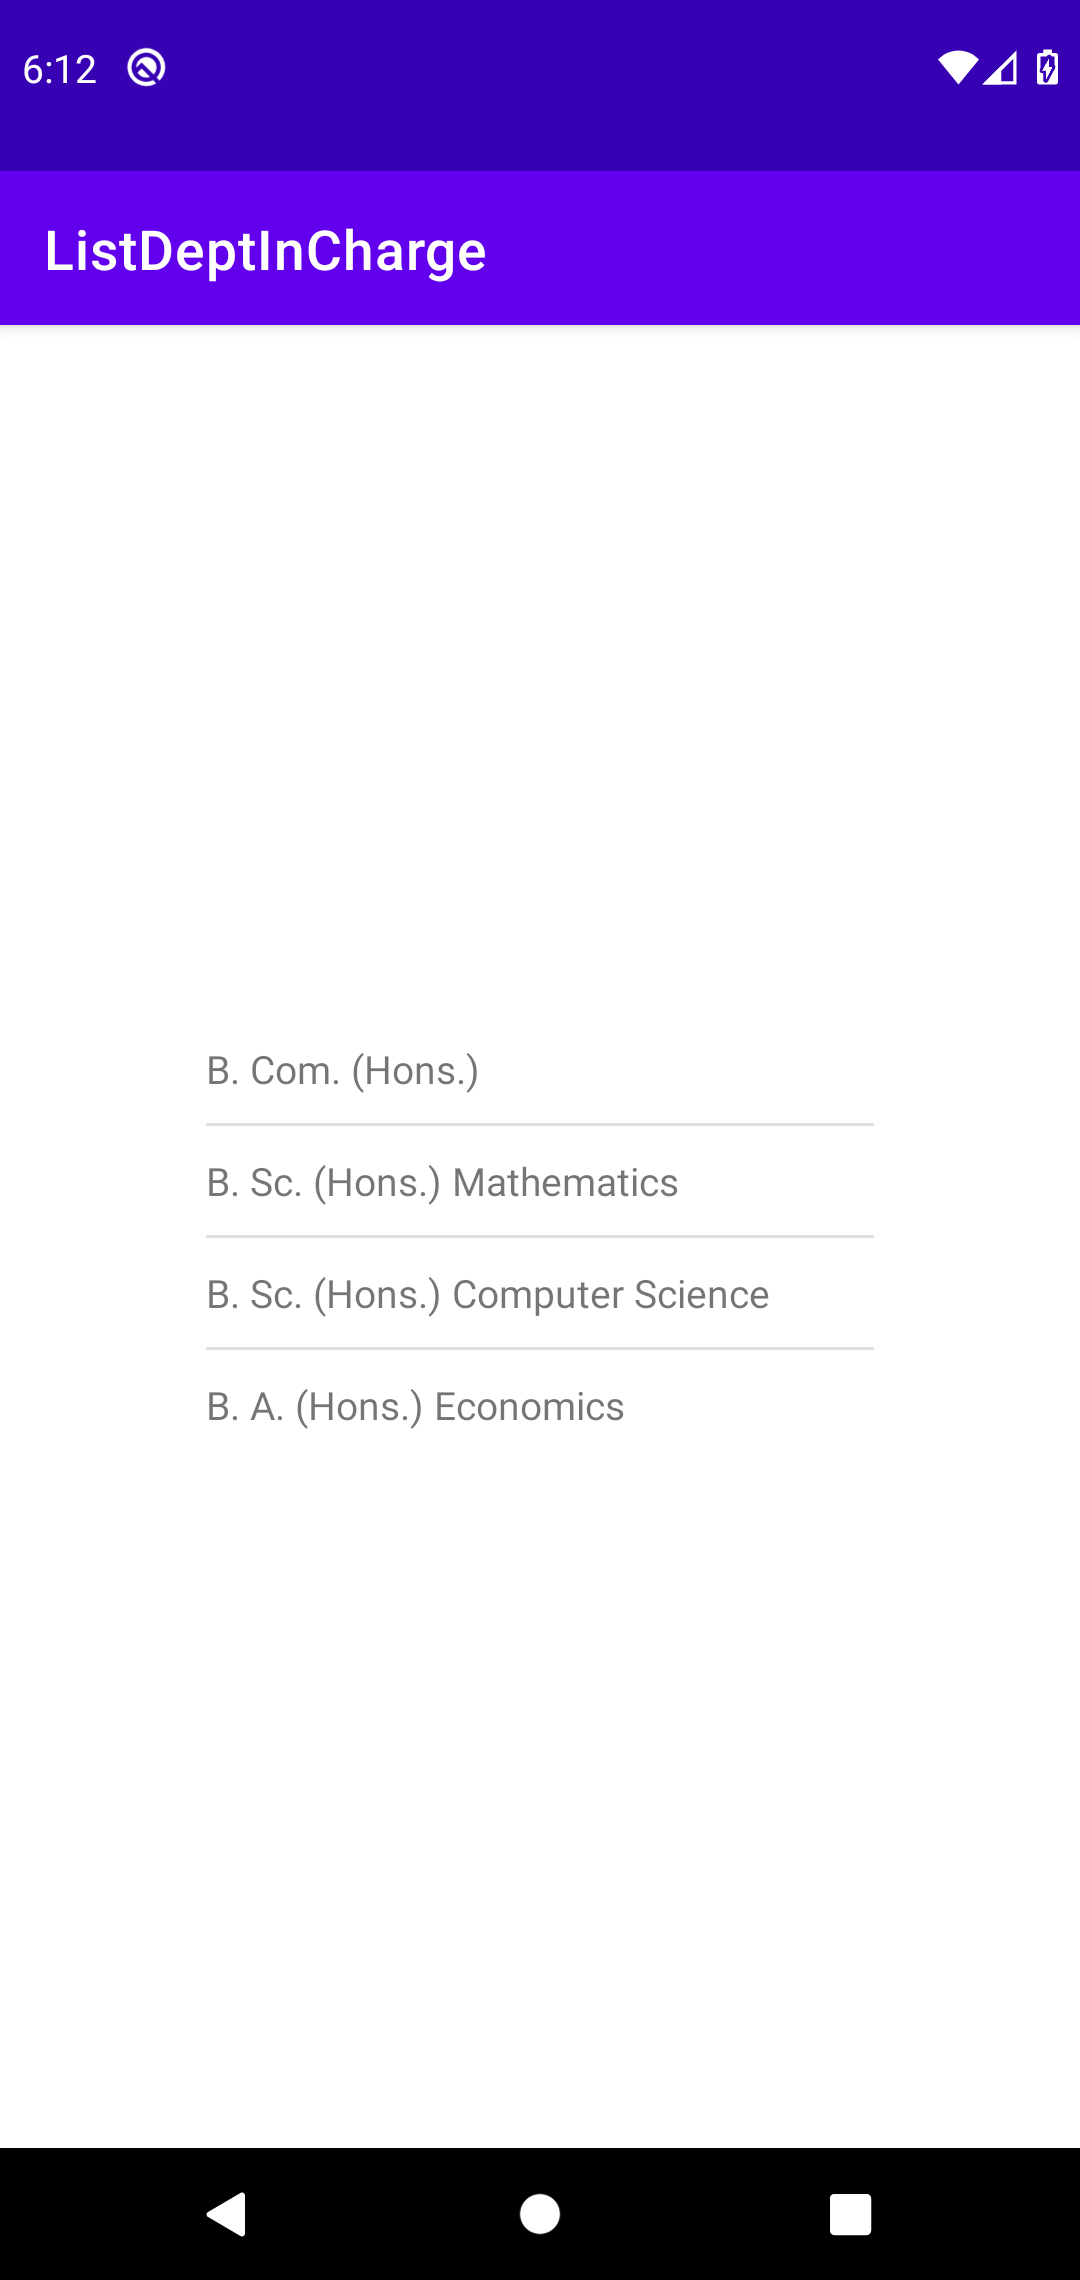 6:12
ListDeptInCharge
B. Com. (Hons.)
B. Sc. (Hons.) Mathematics
B. Sc. (Hons.) Computer Science
B. A. (Hons.) Economics